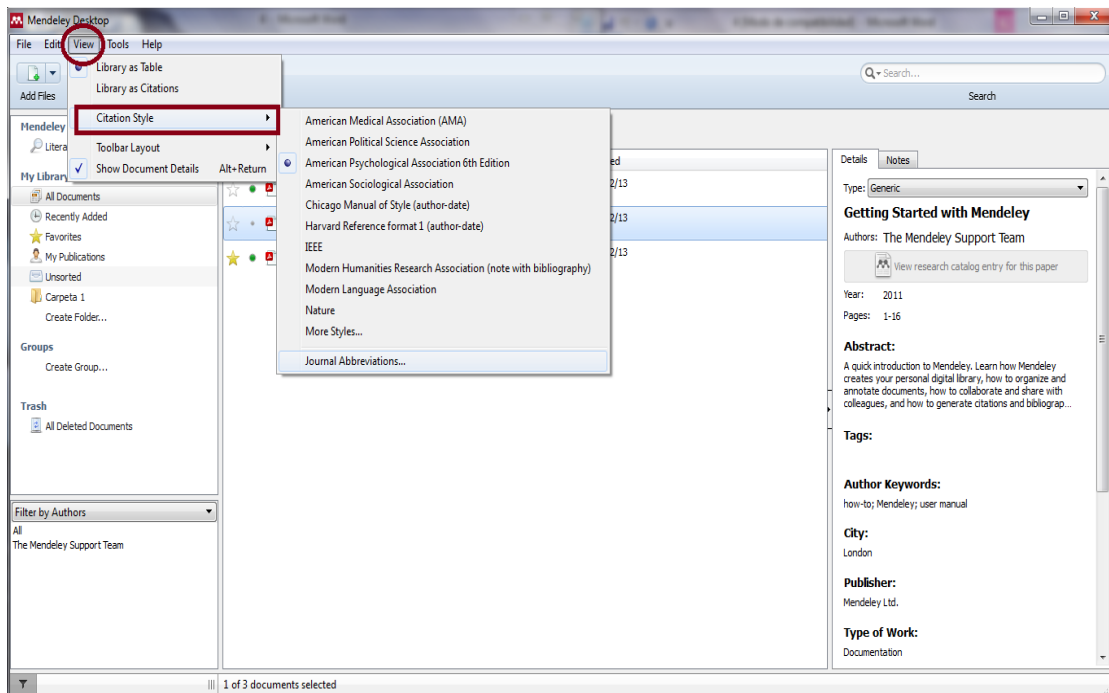 Mendeley Desktop
File Edit View Tools Help
Add Files
Search...
Search
Library as Table
Library as Citations
Citation Style
Toolbar Layout
Show Document Details Alt+Return
American Medical Association (AMA)
American Political Science Association
American Psychological Association 6th Edition
American Sociological Association
Chicago Manual of Style (author-date)
Harvard Reference format 1 (author-date)
IEEE
Modern Humanities Research Association (note with bibliography)
Modern Language Association
Nature
More Styles...
Journal Abbreviations...
Mendeley
Litera
My Library
All Documents
Recently Added
Favorites
My Publications
Unsorted
Carpeta 1
Create Folder...
Groups
Create Group...
Trash
All Deleted Documents
Filter by Authors
All
The Mendeley Support Team
ed
2/13
2/13
2/13
Details Notes
Type: Generic
Getting Started with Mendeley
Authors: The Mendeley Support Team
View research catalog entry for this paper
Year: 2011
Pages: 1-16
Abstract:
A quick introduction to Mendeley. Learn how Mendeley
creates your personal digital library, how to organize and
annotate documents, how to collaborate and share with
colleagues, and how to generate citations and bibliograp...
Tags:
Author Keywords:
how-to; Mendeley; user manual
City:
London
Publisher:
Mendeley Ltd.
Type of Work:
Documentation
1 of 3 documents selected